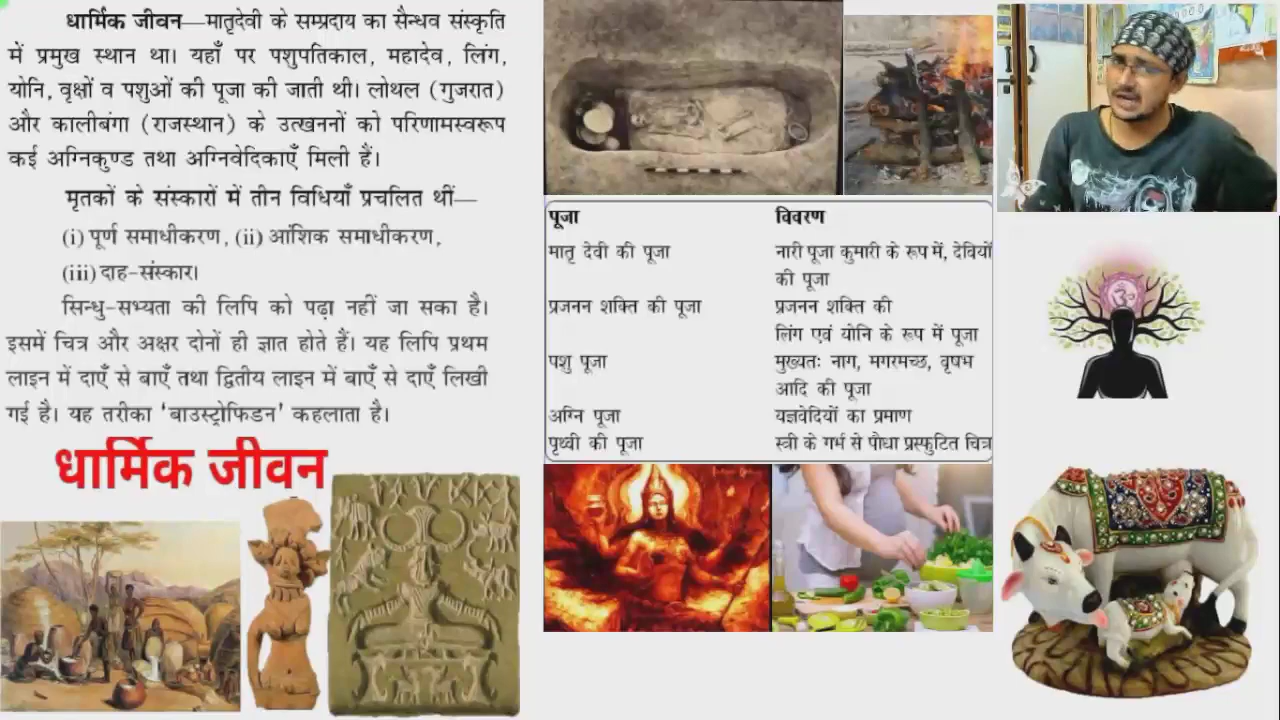 धार्मिक जीवन—मातृदेवी के सम्प्रदाय का सैन्धव संस्कृति
में प्रमुख स्थान था। यहाँ पर पशुपतिकाल, महादेव, लिंग,
योनि, वृक्षों व पशुओं की पूजा की जाती थी। लोथल (गुजरात)
और कालीबंगा (राजस्थान) के उत्खननों को परिणामस्वरूप
कई अग्निकुण्ड तथा अग्निवेदिकाएँ मिली हैं।
मृतकों के संस्कारों में तीन विधियाँ प्रचलित थीं—
(i) पूर्ण समाधीकरण, (ii) आंशिक समाधीकरण,
(iii) दाह-संस्कार।
सिन्धु-सभ्यता की लिपि को पढ़ा नहीं जा सका है।
इसमें चित्र और अक्षर दोनों ही ज्ञात होते हैं। यह लिपि प्रथम
लाइन में दाएँ से बाएँ तथा द्वितीय लाइन में बाएँ से दाएँ लिखी
गई है। यह तरीका 'बाउस्ट्रोफिडन' कहलाता है।
धार्मिक जीवन
पूजा विवरण
मातृ देवी की पूजा नारी पूजा कुमारी के रूप में, देवियों
की पूजा
प्रजनन शक्ति की पूजा प्रजनन शक्ति की
लिंग एवं योनि के रूप में पूजा
पशु पूजा मुख्यतः नाग, मगरमच्छ, वृषभ
आदि की पूजा
अग्नि पूजा यज्ञवेदियों का प्रमाण
पृथ्वी की पूजा स्त्री के गर्भ से पौधा प्रस्फुटित चित्र
ॐ